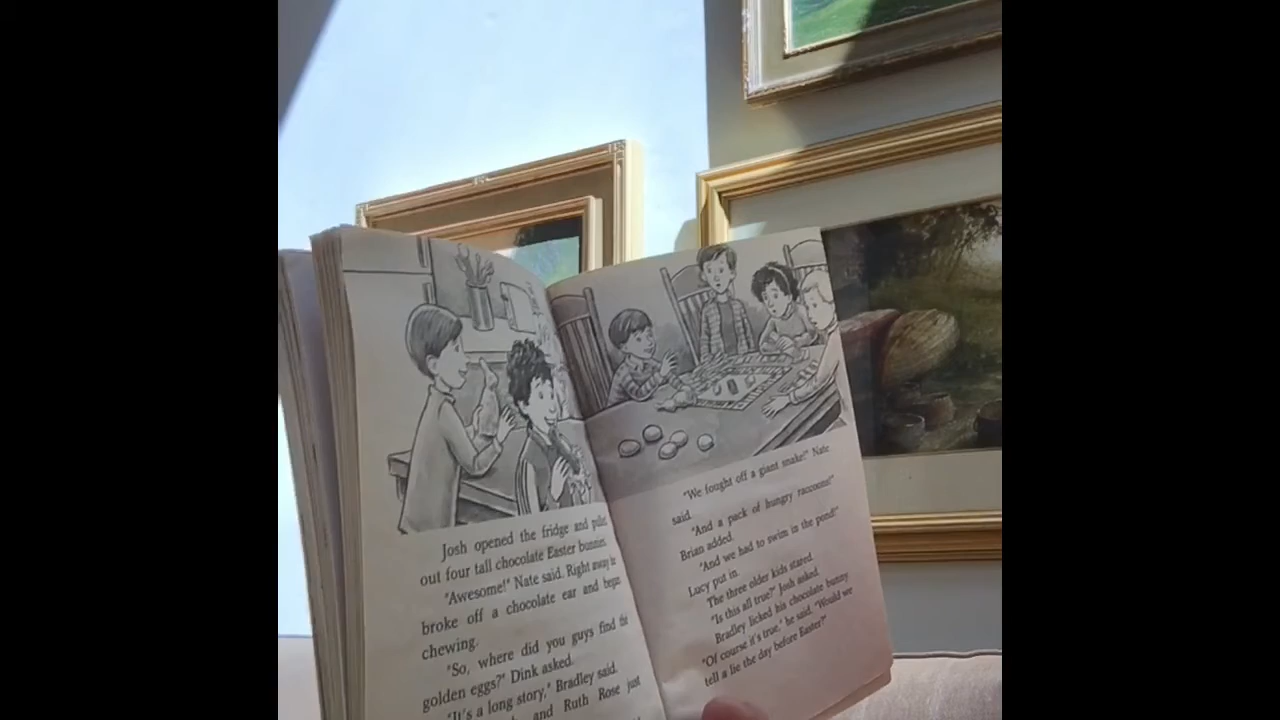 Josh opened the fridge and pulled
out four tall chocolate Easter bunnies.
"Awesome!" Nate said. Right away he
broke off a chocolate ear and began
chewing.
"So, where did you guys find the
golden eggs?" Dink asked.
"It's a long story," Bradley said.
and Ruth Rose just
"We fought off a giant snake!" Nate
said.
"And a pack of hungry raccoons!"
Brian added.
"And we had to swim in the pond!"
Lucy put in.
The three older kids stared.
"Is this all true?" Josh asked.
Bradley licked his chocolate bunny.
"Of course it's true," he said. "Would we
tell a lie the day before Easter?"